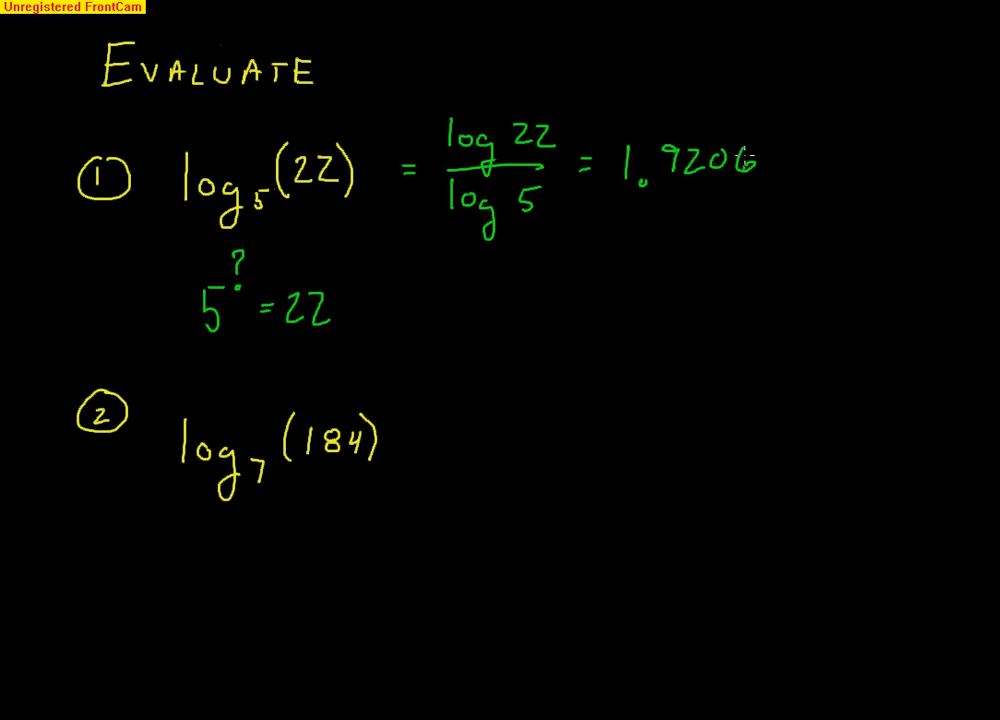 Unregistered FrontCam
EVALUATE
① log₅(22) = log 22 / log 5 = 1.9206
5^? = 22
② log₇(184)